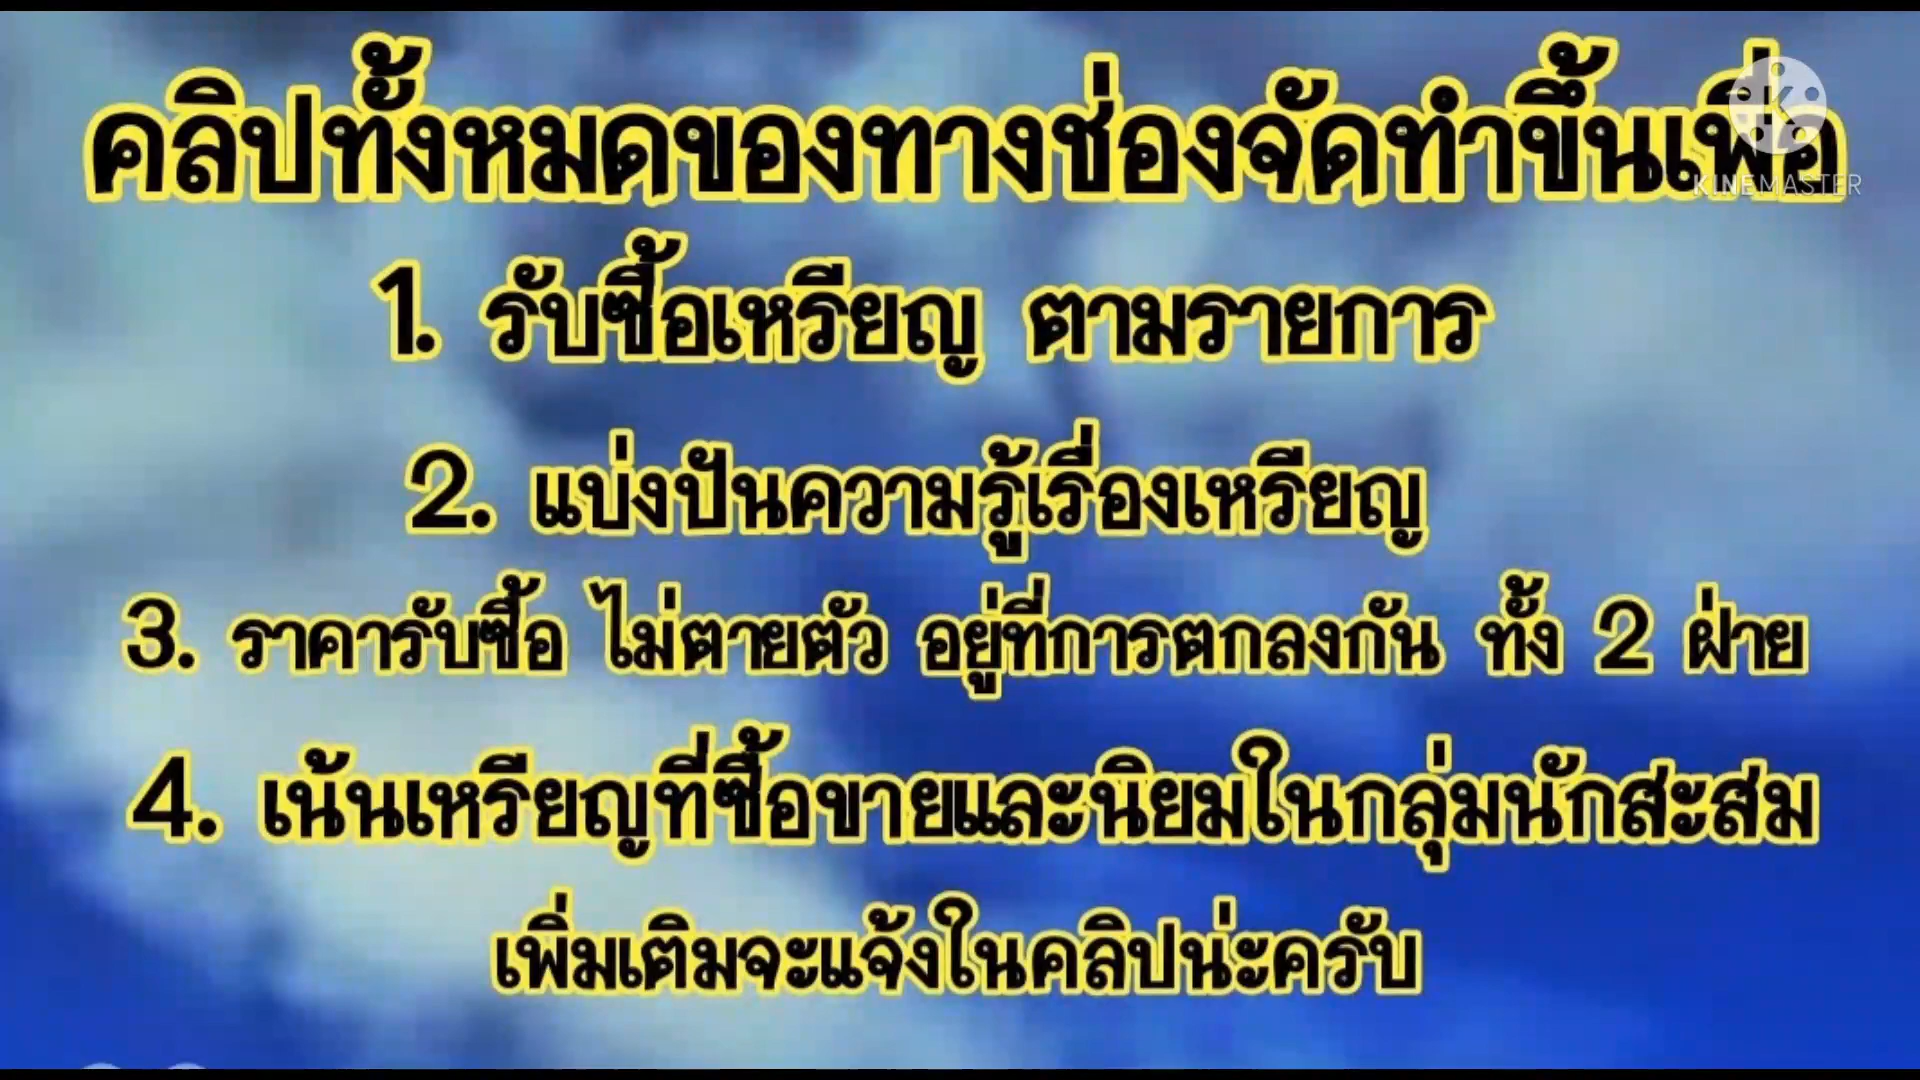 คลิปทั้งหมดของทางช่องจัดทำขึ้นเพื่อ
KINEMASTER
1. รับซื้อเหรียญ ตามรายการ
2. แบ่งปันความรู้เรื่องเหรียญ
3. ราคารับซื้อ ไม่ตายตัว อยู่ที่การตกลงกัน ทั้ง 2 ฝ่าย
4. เน้นเหรียญที่ซื้อขายและนิยมในกลุ่มนักสะสม
เพิ่มเติมจะแจ้งในคลิปน่ะครับ